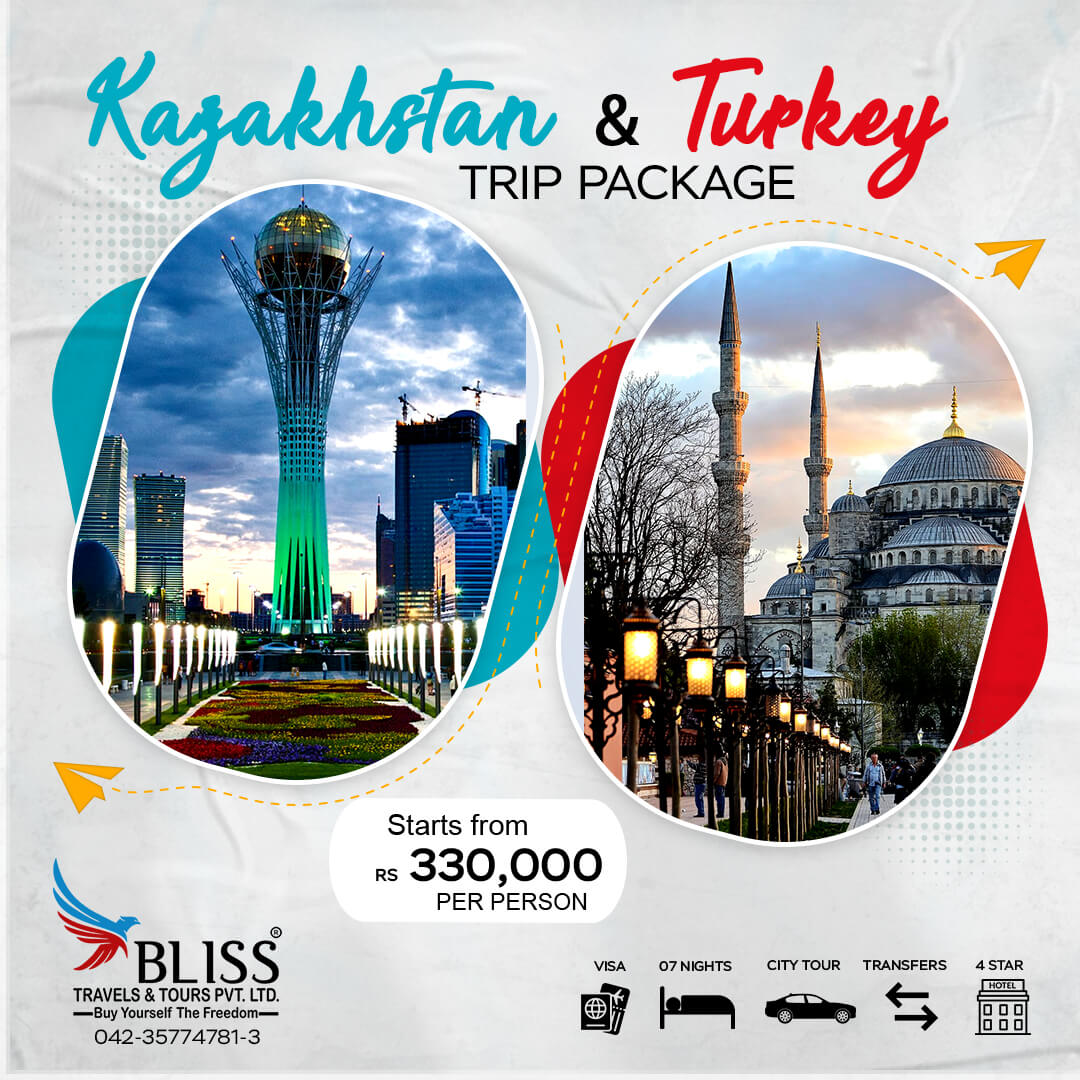 Kazakhstan & Turkey
TRIP PACKAGE
Starts from
RS 330,000
PER PERSON
BLISS®
TRAVELS & TOURS PVT. LTD.
Buy Yourself The Freedom
042-35774781-3
VISA
07 NIGHTS
CITY TOUR
TRANSFERS
4 STAR
HOTEL